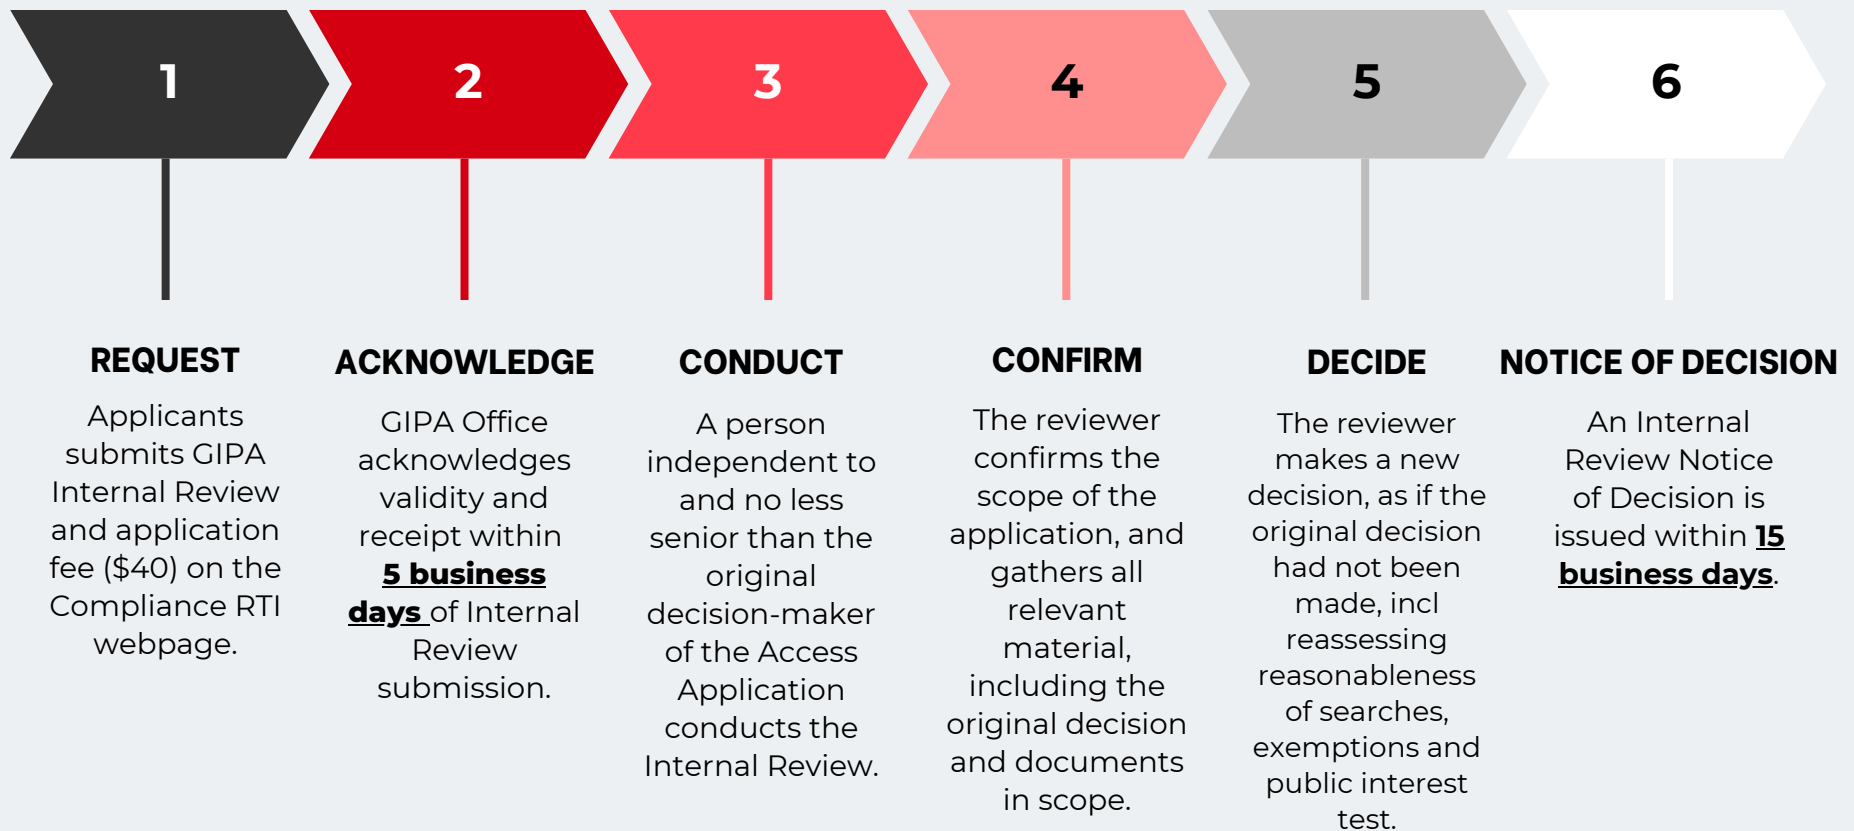 1
2
3
4
5
6
REQUEST
Applicants
submits GIPA
Internal Review
and application
fee ($40) on the
Compliance RTI
webpage.
ACKNOWLEDGE
GIPA Office
acknowledges
validity and
receipt within
5 business
days of Internal
Review
submission.
CONDUCT
A person
independent to
and no less
senior than the
original
decision-maker
of the Access
Application
conducts the
Internal Review.
CONFIRM
The reviewer
confirms the
scope of the
application, and
gathers all
relevant
material,
including the
original decision
and documents
in scope.
DECIDE
The reviewer
makes a new
decision, as if the
original decision
had not been
made, incl
reassessing
reasonableness
of searches,
exemptions and
public interest
test.
NOTICE OF DECISION
An Internal
Review Notice
of Decision is
issued within 15
business days.